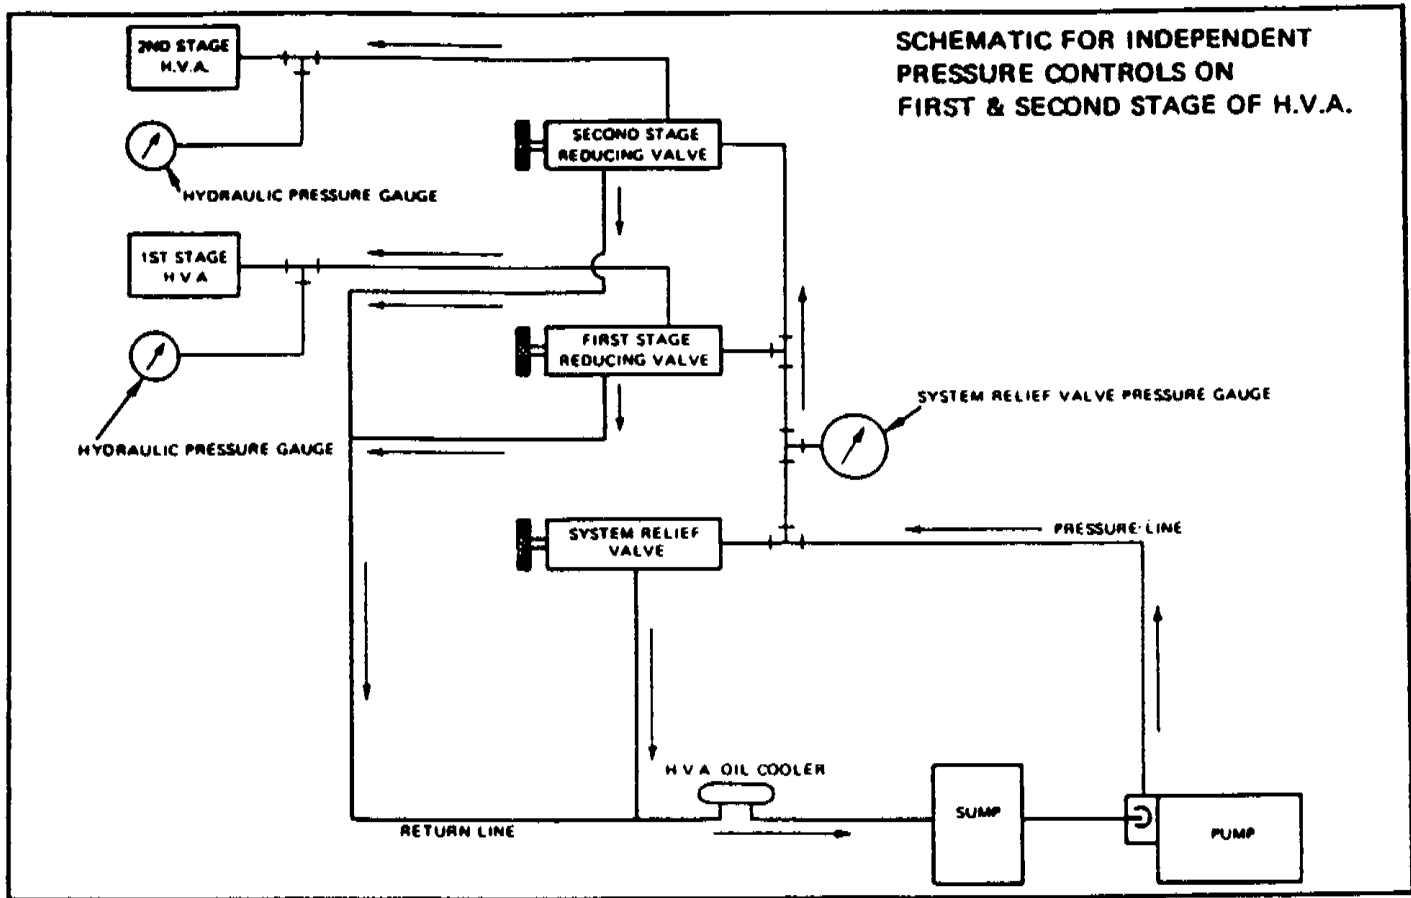 SCHEMATIC FOR INDEPENDENT
PRESSURE CONTROLS ON
FIRST & SECOND STAGE OF H.V.A.
2ND STAGE
H.V.A.
SECOND STAGE
REDUCING VALVE
HYDRAULIC PRESSURE GAUGE
1ST STAGE
H V A
FIRST STAGE
REDUCING VALVE
SYSTEM RELIEF VALVE PRESSURE GAUGE
HYDRAULIC PRESSURE GAUGE
SYSTEM RELIEF
VALVE
PRESSURE LINE
H V A OIL COOLER
SUMP
PUMP
RETURN LINE